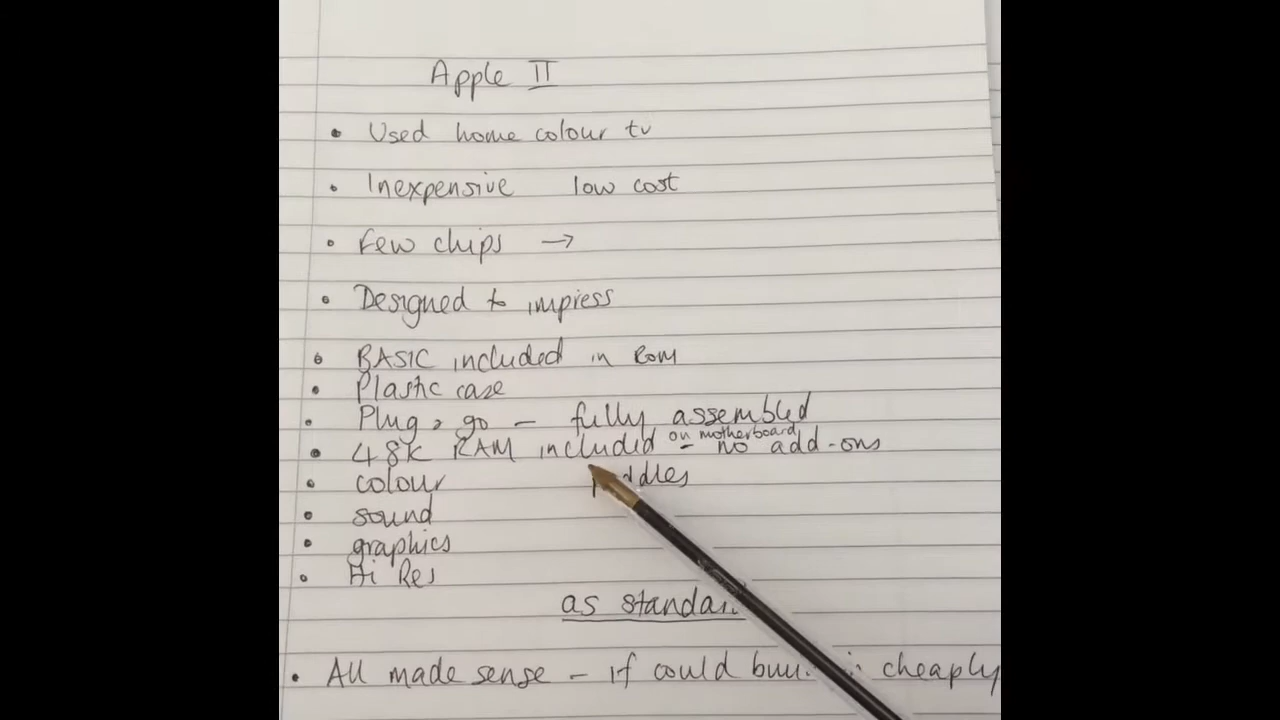 Apple II
• Used home colour tv
• Inexpensive low cost
• Few chips →
• Designed to impress
• BASIC included in ROM
• Plastic case
• Plug & go – fully assembled
on motherboard
• 48K RAM included – no add-ons
• colour
• sound
• graphics
• Hi Res
as
• All made sense – if could cheaply